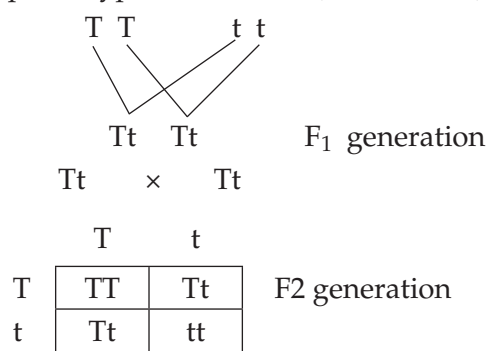 T T t t
Tt Tt F1 generation
Tt × Tt
T t
T TT Tt F2 generation
t Tt tt